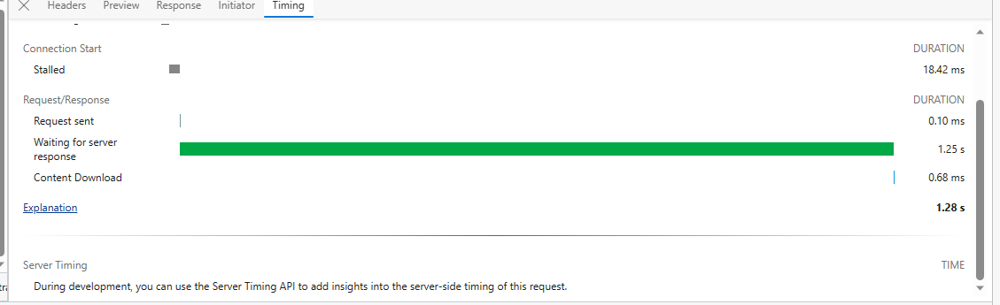 Headers Preview Response Initiator Timing
Connection Start DURATION
Stalled 18.42 ms
Request/Response DURATION
Request sent 0.10 ms
Waiting for server
response 1.25 s
Content Download 0.68 ms
Explanation 1.28 s
Server Timing TIME
During development, you can use the Server Timing API to add insights into the server-side timing of this request.